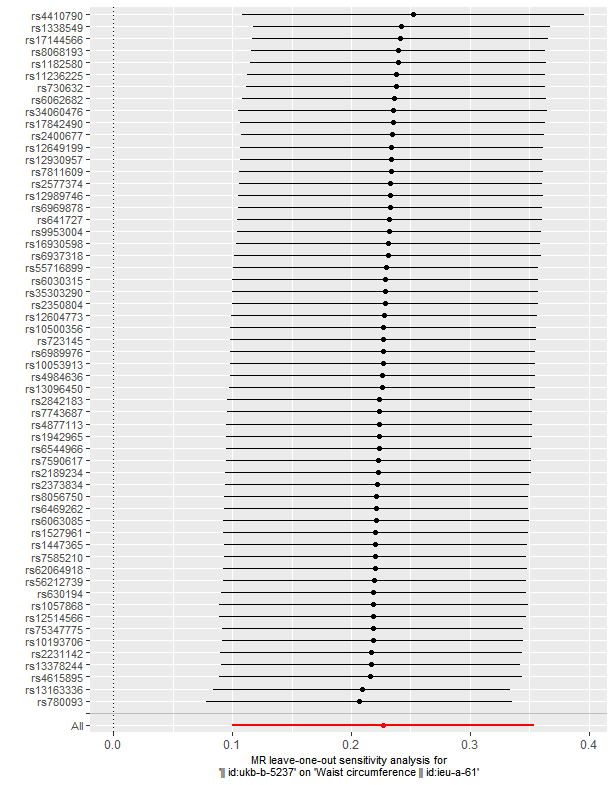 rs4410790
rs1338549
rs17144566
rs8068193
rs1182580
rs11236225
rs730632
rs6062682
rs34060476
rs17842490
rs2400677
rs12649199
rs12930957
rs7811609
rs2577374
rs12989746
rs6969878
rs641727
rs9953004
rs16930598
rs6937318
rs55716899
rs6030315
rs35303290
rs2350804
rs12604773
rs10500356
rs723145
rs6989976
rs10053913
rs4984636
rs13096450
rs2842183
rs7743687
rs4877113
rs1942965
rs6544966
rs7590617
rs2189234
rs2373834
rs8056750
rs6469262
rs6063085
rs1527961
rs1447365
rs7585210
rs62064918
rs56212739
rs630194
rs1057868
rs12514566
rs75347775
rs10193706
rs2231142
rs13378244
rs4615895
rs13163336
rs780093
All
0.0 0.1 0.2 0.3 0.4
MR leave-one-out sensitivity analysis for
' id:ukb-b-5237' on 'Waist circumference id:ieu-a-61'